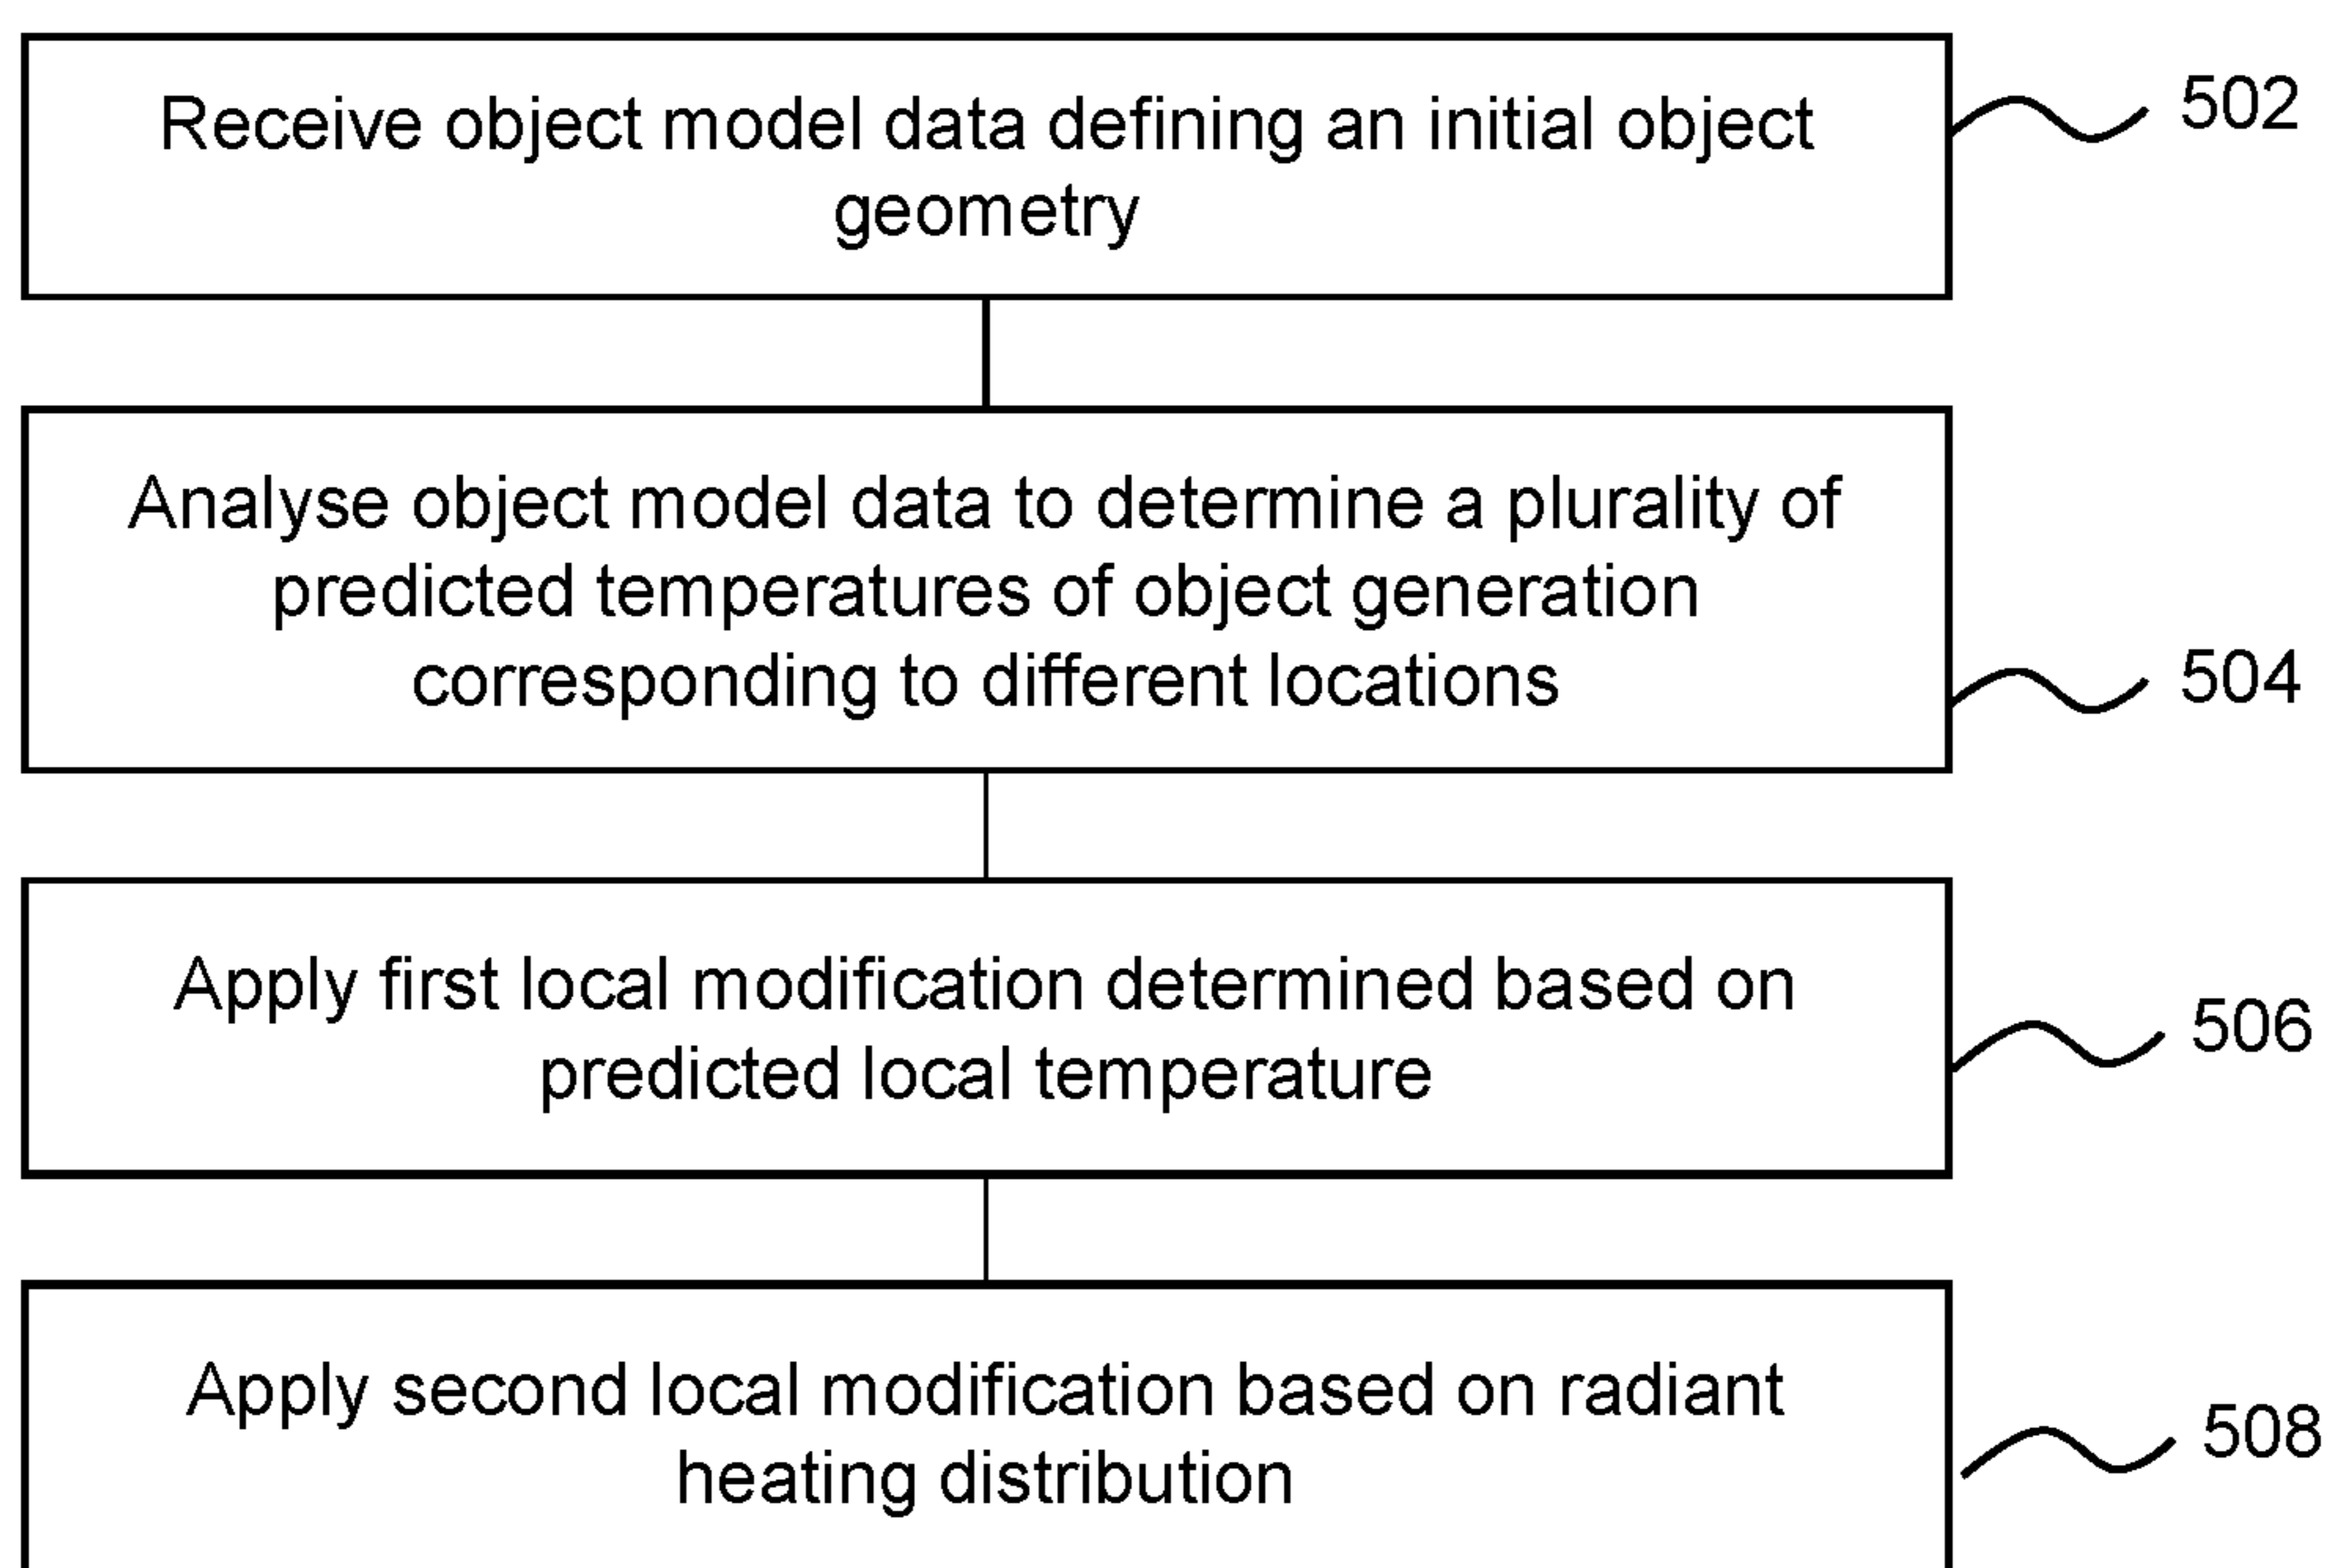 Receive object model data defining an initial object
geometry
502
Analyse object model data to determine a plurality of
predicted temperatures of object generation
corresponding to different locations
504
Apply first local modification determined based on
predicted local temperature
506
Apply second local modification based on radiant
heating distribution
508